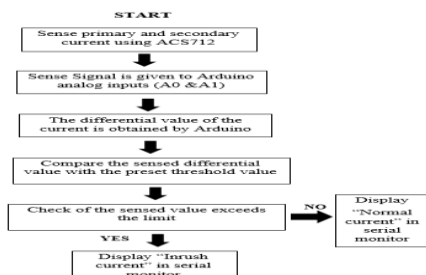 START
Sense primary and secondary
current using ACS712
Sense Signal is given to Arduino
analog inputs (A0 &A1)
The differential value of the
current is obtained by Arduino
Compare the sensed differential
value with the preset threshold value
Check of the sensed value exceeds
the limit
NO
Display
"Normal
current" in
serial
monitor
YES
Display "Inrush
current" in serial
monitor